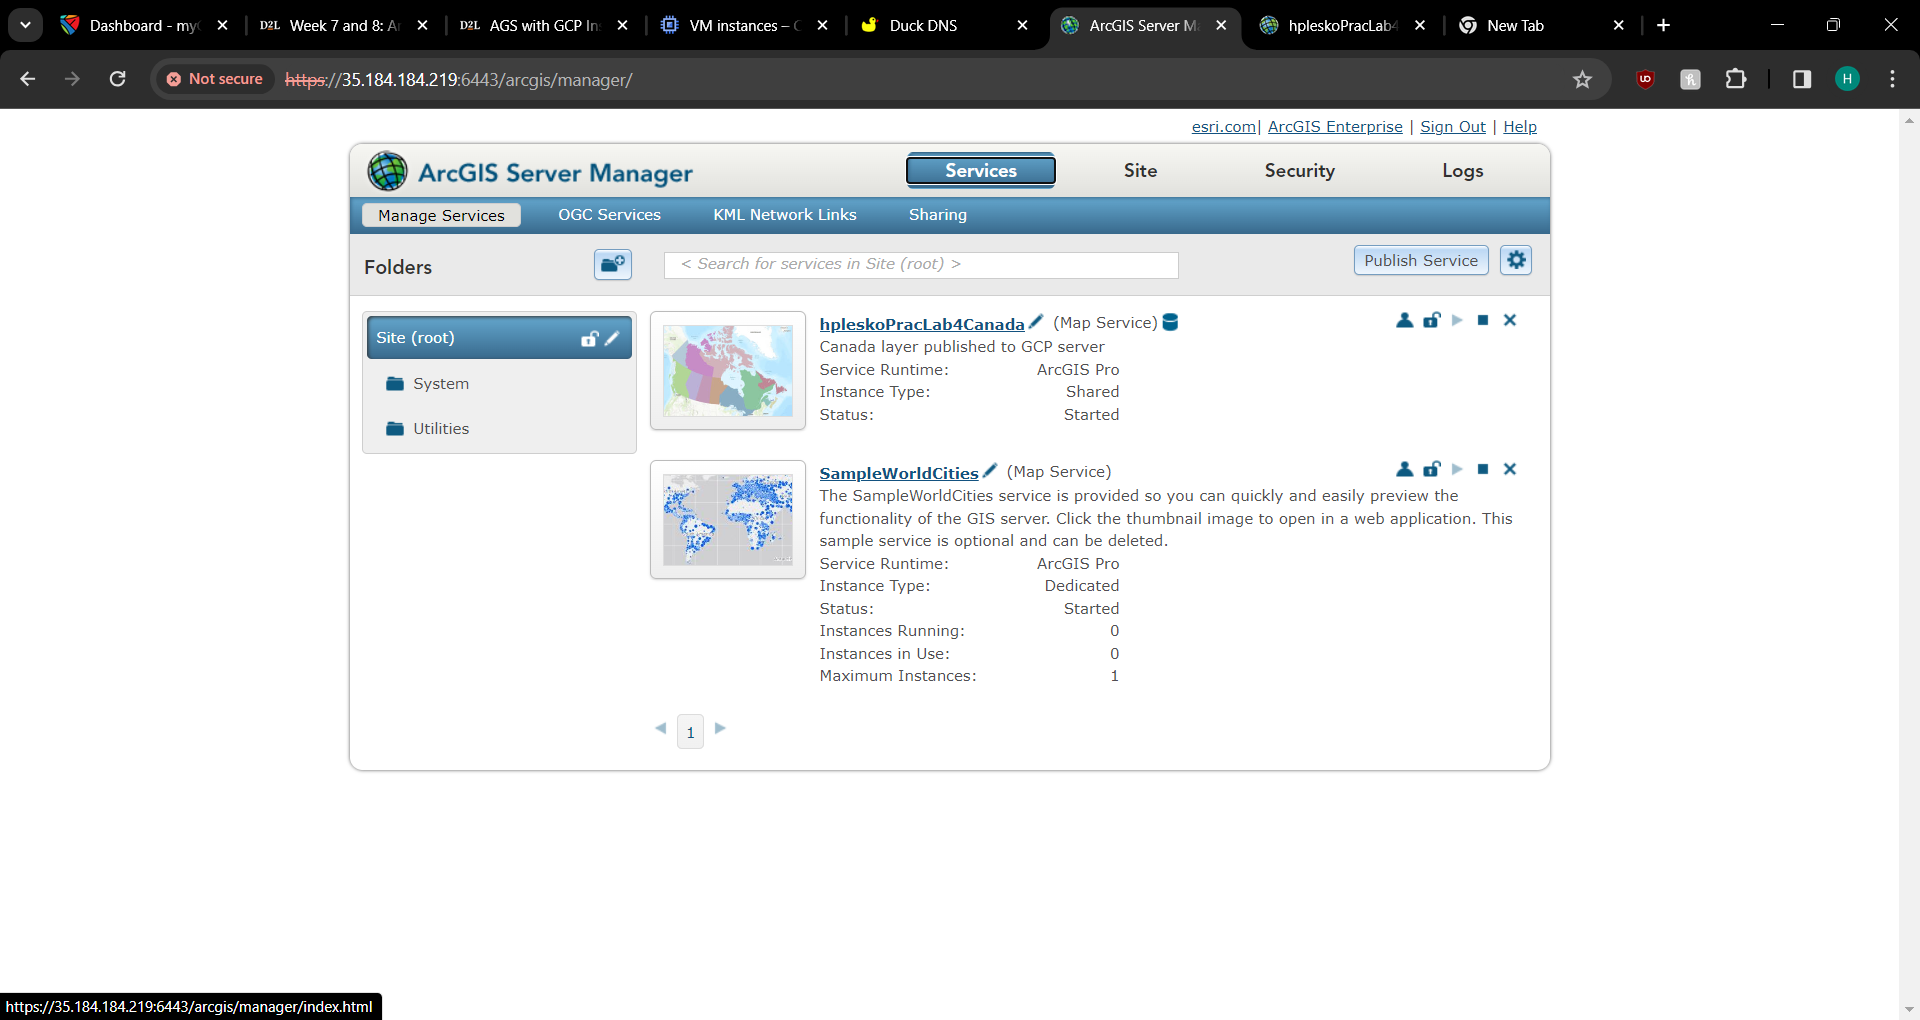 Dashboard - my
D2L Week 7 and 8: A
D2L AGS with GCP In
VM instances –
Duck DNS
ArcGIS Server M
hpleskoPracLab4
New Tab
Not secure
https://35.184.184.219:6443/arcgis/manager/
H
esri.com| ArcGIS Enterprise | Sign Out | Help
ArcGIS Server Manager
Services
Site
Security
Logs
Manage Services
OGC Services
KML Network Links
Sharing
Folders
< Search for services in Site (root) >
Publish Service
Site (root)
System
Utilities
hpleskoPracLab4Canada (Map Service)
Canada layer published to GCP server
Service Runtime: ArcGIS Pro
Instance Type: Shared
Status: Started
SampleWorldCities (Map Service)
The SampleWorldCities service is provided so you can quickly and easily preview the
functionality of the GIS server. Click the thumbnail image to open in a web application. This
sample service is optional and can be deleted.
Service Runtime: ArcGIS Pro
Instance Type: Dedicated
Status: Started
Instances Running: 0
Instances in Use: 0
Maximum Instances: 1
1
https://35.184.184.219:6443/arcgis/manager/index.html